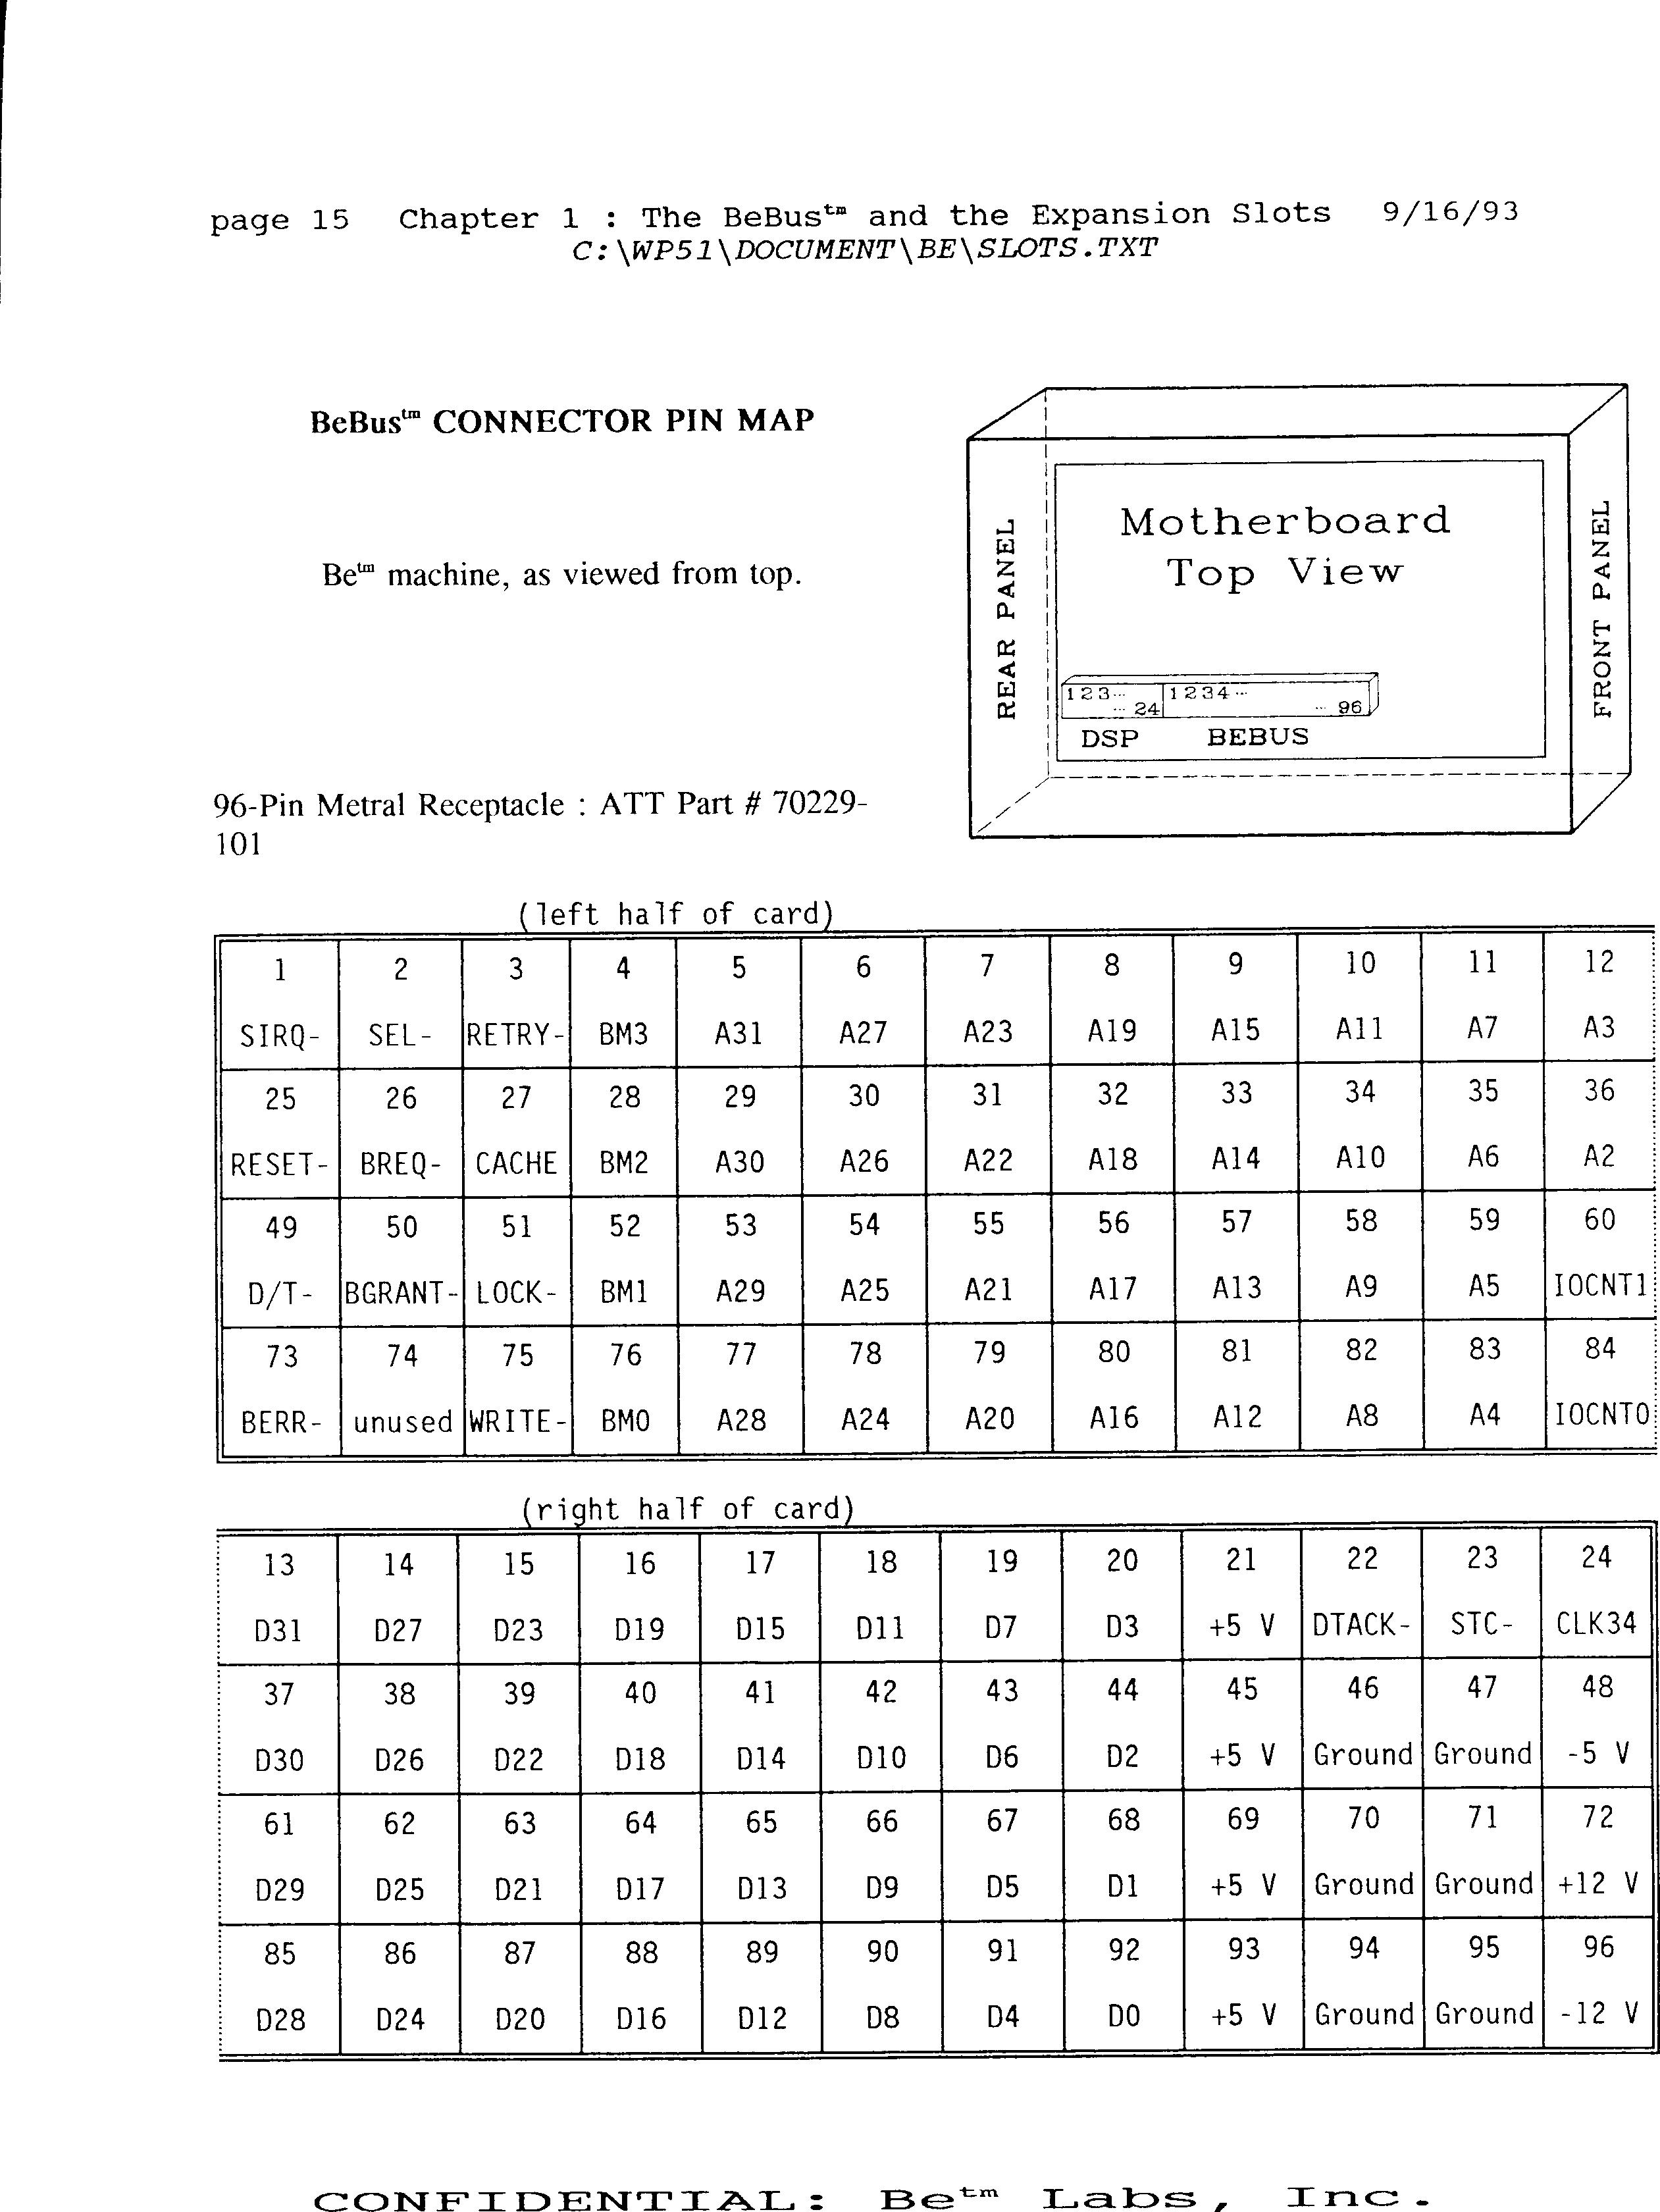 page 15 Chapter 1 : The BeBus™ and the Expansion Slots 9/16/93
C:\WP51\DOCUMENT\BE\SLOTS.TXT
BeBus™ CONNECTOR PIN MAP
Be™ machine, as viewed from top.
96-Pin Metral Receptacle : ATT Part # 70229-
101
REAR PANEL
Motherboard
Top View
1 2 3 ...
... 24
1 2 3 4 ...
... 96
DSP BEBUS
FRONT PANEL
(left half of card)
1 2 3 4 5 6 7 8 9 10 11 12
SIRQ- SEL- RETRY- BM3 A31 A27 A23 A19 A15 A11 A7 A3
25 26 27 28 29 30 31 32 33 34 35 36
RESET- BREQ- CACHE BM2 A30 A26 A22 A18 A14 A10 A6 A2
49 50 51 52 53 54 55 56 57 58 59 60
D/T- BGRANT- LOCK- BM1 A29 A25 A21 A17 A13 A9 A5 IOCNT1
73 74 75 76 77 78 79 80 81 82 83 84
BERR- unused WRITE- BM0 A28 A24 A20 A16 A12 A8 A4 IOCNT0
(right half of card)
13 14 15 16 17 18 19 20 21 22 23 24
D31 D27 D23 D19 D15 D11 D7 D3 +5 V DTACK- STC- CLK34
37 38 39 40 41 42 43 44 45 46 47 48
D30 D26 D22 D18 D14 D10 D6 D2 +5 V Ground Ground -5 V
61 62 63 64 65 66 67 68 69 70 71 72
D29 D25 D21 D17 D13 D9 D5 D1 +5 V Ground Ground +12 V
85 86 87 88 89 90 91 92 93 94 95 96
D28 D24 D20 D16 D12 D8 D4 D0 +5 V Ground Ground -12 V
CONFIDENTIAL: Be™ Labs, Inc.